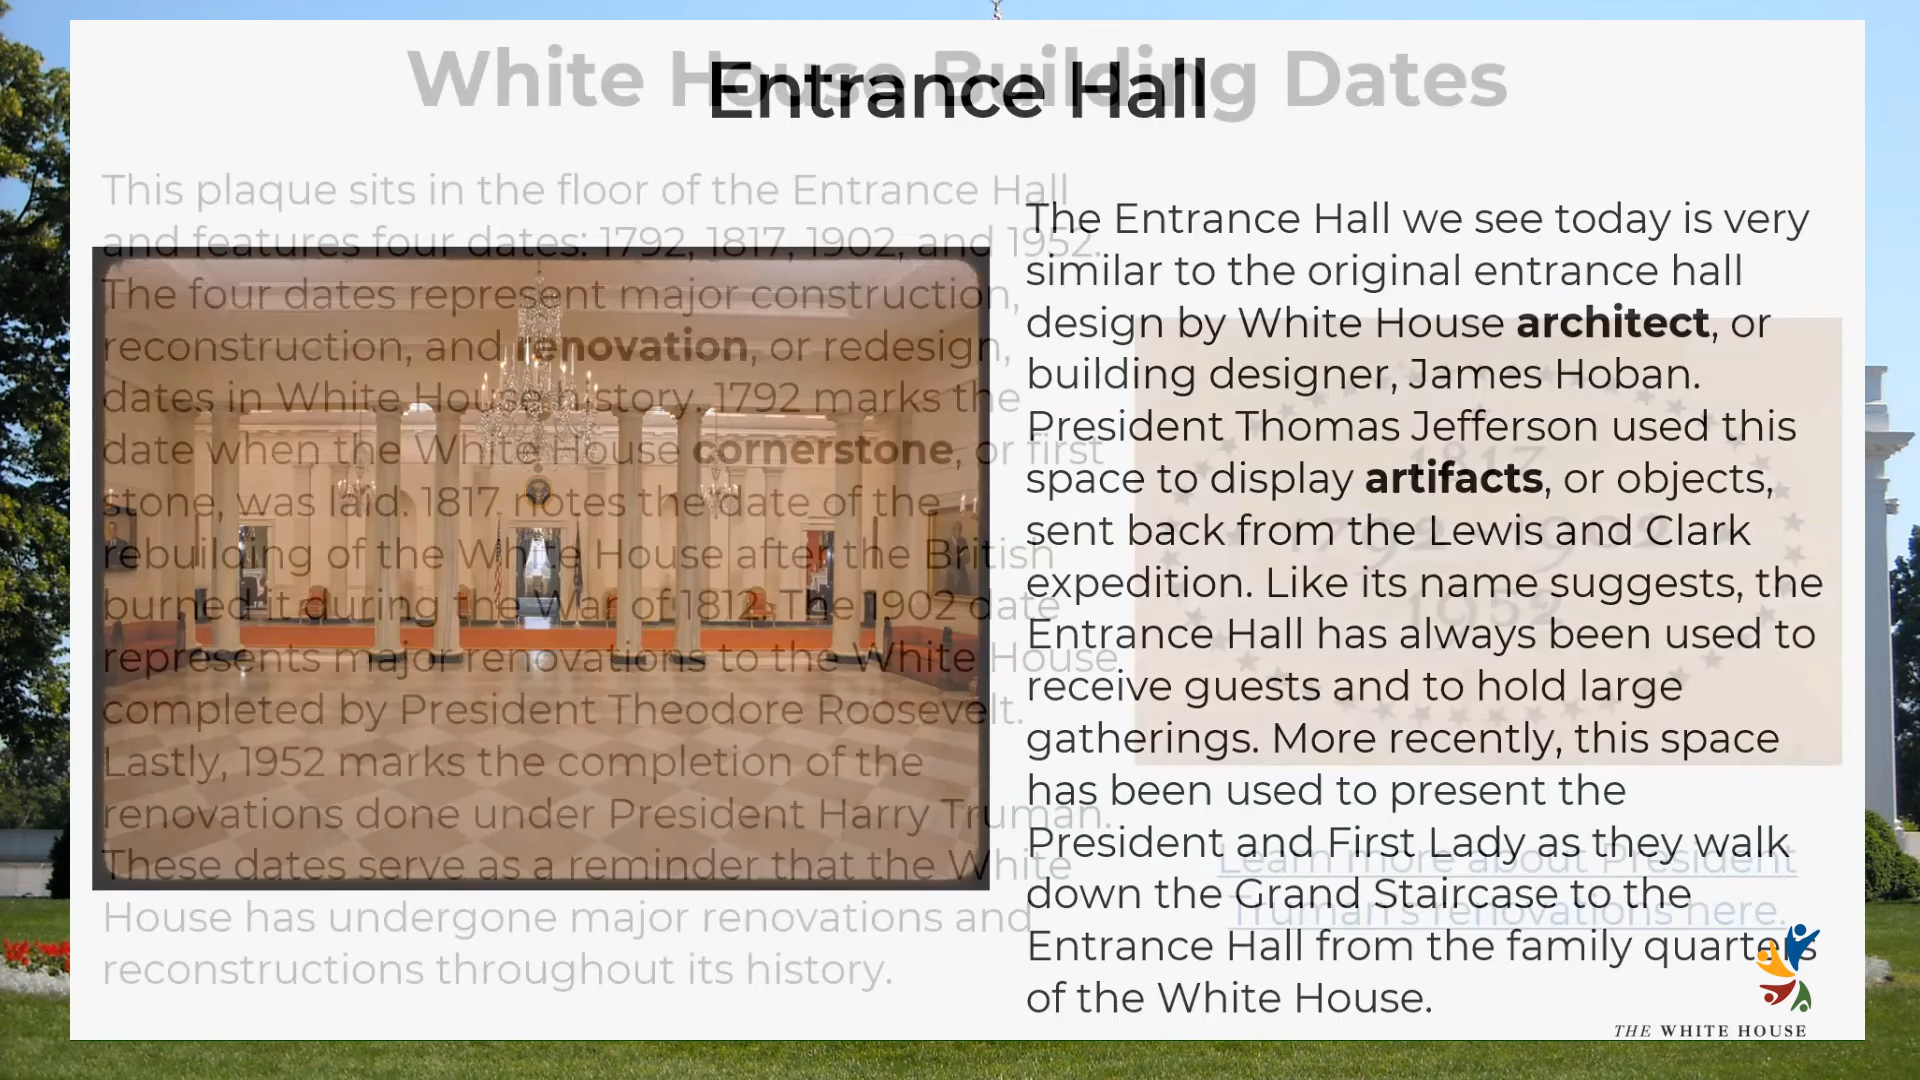 White House Building Dates
Entrance Hall
This plaque sits in the floor of the Entrance Hall
and features four dates: 1792, 1817, 1902, and 1952.
The four dates represent major construction,
reconstruction, and renovation, or redesign,
dates in White House history. 1792 marks the
date when the White House cornerstone, or first
stone, was laid. 1817 notes the date of the
rebuilding of the White House after the British
burned it during the War of 1812. The 1902 date
represents major renovations to the White House
completed by President Theodore Roosevelt.
Lastly, 1952 marks the completion of the
renovations done under President Harry Truman.
These dates serve as a reminder that the White
House has undergone major renovations and
reconstructions throughout its history.
The Entrance Hall we see today is very
similar to the original entrance hall
design by White House architect, or
building designer, James Hoban.
President Thomas Jefferson used this
space to display artifacts, or objects,
sent back from the Lewis and Clark
expedition. Like its name suggests, the
Entrance Hall has always been used to
receive guests and to hold large
gatherings. More recently, this space
has been used to present the
President and First Lady as they walk
down the Grand Staircase to the
Entrance Hall from the family quarters
of the White House.
1817
1792 1902
1952
Learn more about President
Truman's renovations here.
THE WHITE HOUSE